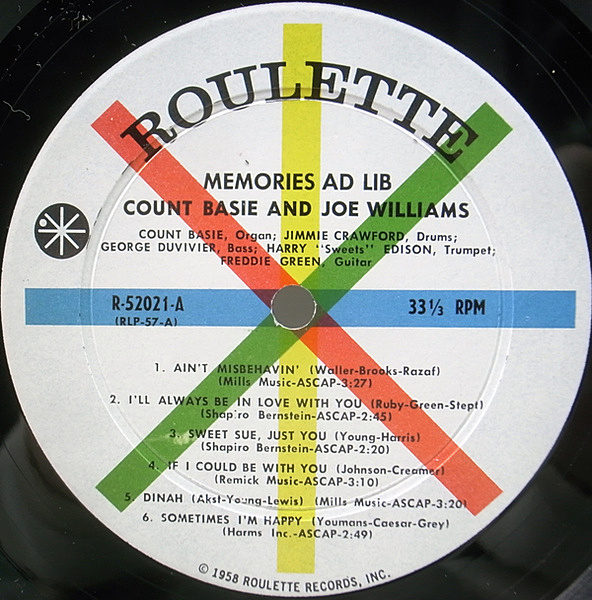 ROULETTE
MEMORIES AD LIB
COUNT BASIE AND JOE WILLIAMS
COUNT BASIE, Organ; JIMMIE CRAWFORD, Drums;
GEORGE DUVIVIER, Bass; HARRY "Sweets" EDISON, Trumpet;
FREDDIE GREEN, Guitar
R-52021-A
(RLP-57-A)
33 1/3 RPM
1. AIN'T MISBEHAVIN' (Waller-Brooks-Razaf)
(Mills Music-ASCAP-3:27)
2. I'LL ALWAYS BE IN LOVE WITH YOU (Ruby-Green-Stept)
(Shapiro Bernstein-ASCAP-2:45)
3. SWEET SUE, JUST YOU (Young-Harris)
(Shapiro Bernstein-ASCAP-2:20)
4. IF I COULD BE WITH YOU (Johnson-Creamer)
(Remick Music-ASCAP-3:10)
5. DINAH (Akst-Young-Lewis) (Mills Music-ASCAP-3:20)
6. SOMETIMES I'M HAPPY (Youmans-Caesar-Grey)
(Harms Inc.-ASCAP-2:49)
© 1958 ROULETTE RECORDS, INC.